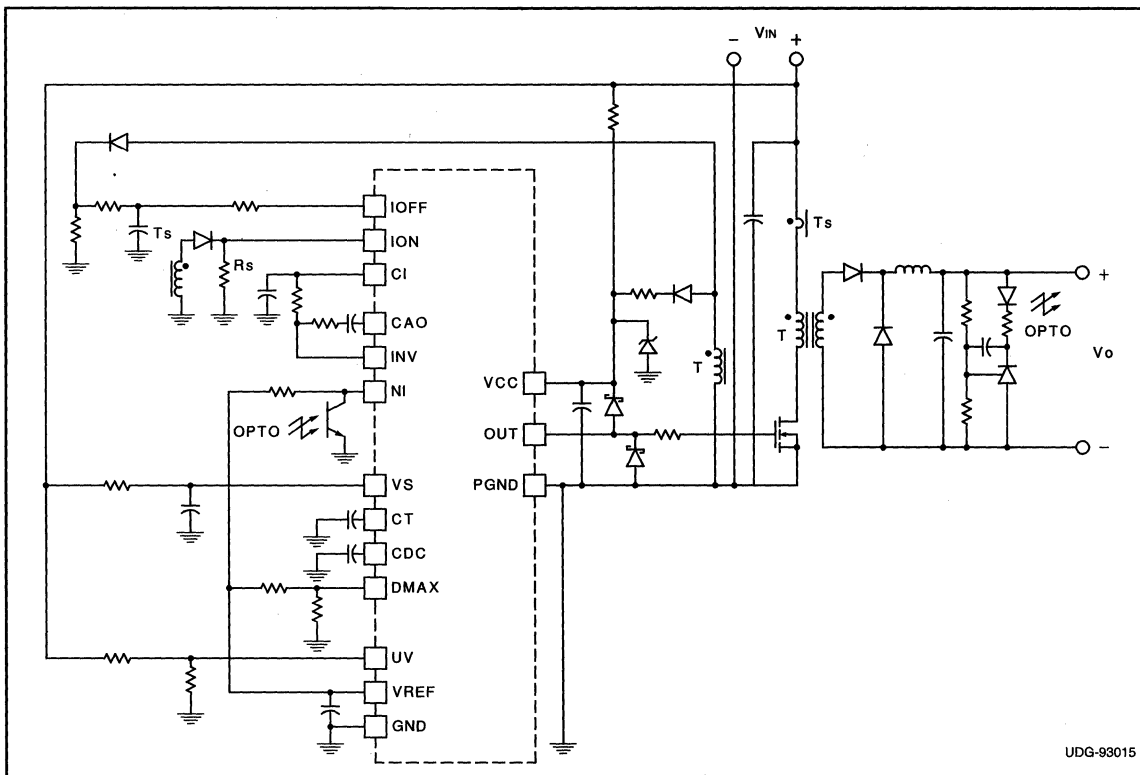 − VIN +
IOFF
Ts
Ts
ION
Rs
CI
CAO
INV
T
T
OPTO
Vo
VCC
NI
OPTO
OUT
PGND
VS
CT
CDC
DMAX
UV
VREF
GND
+
−
UDG-93015